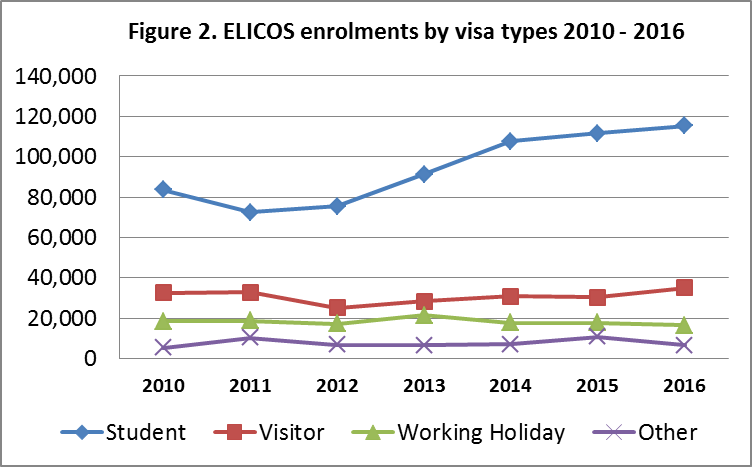 Figure 2. ELICOS enrolments by visa types 2010 - 2016
140,000
120,000
100,000
80,000
60,000
40,000
20,000
0
2010 2011 2012 2013 2014 2015 2016
Student Visitor Working Holiday Other